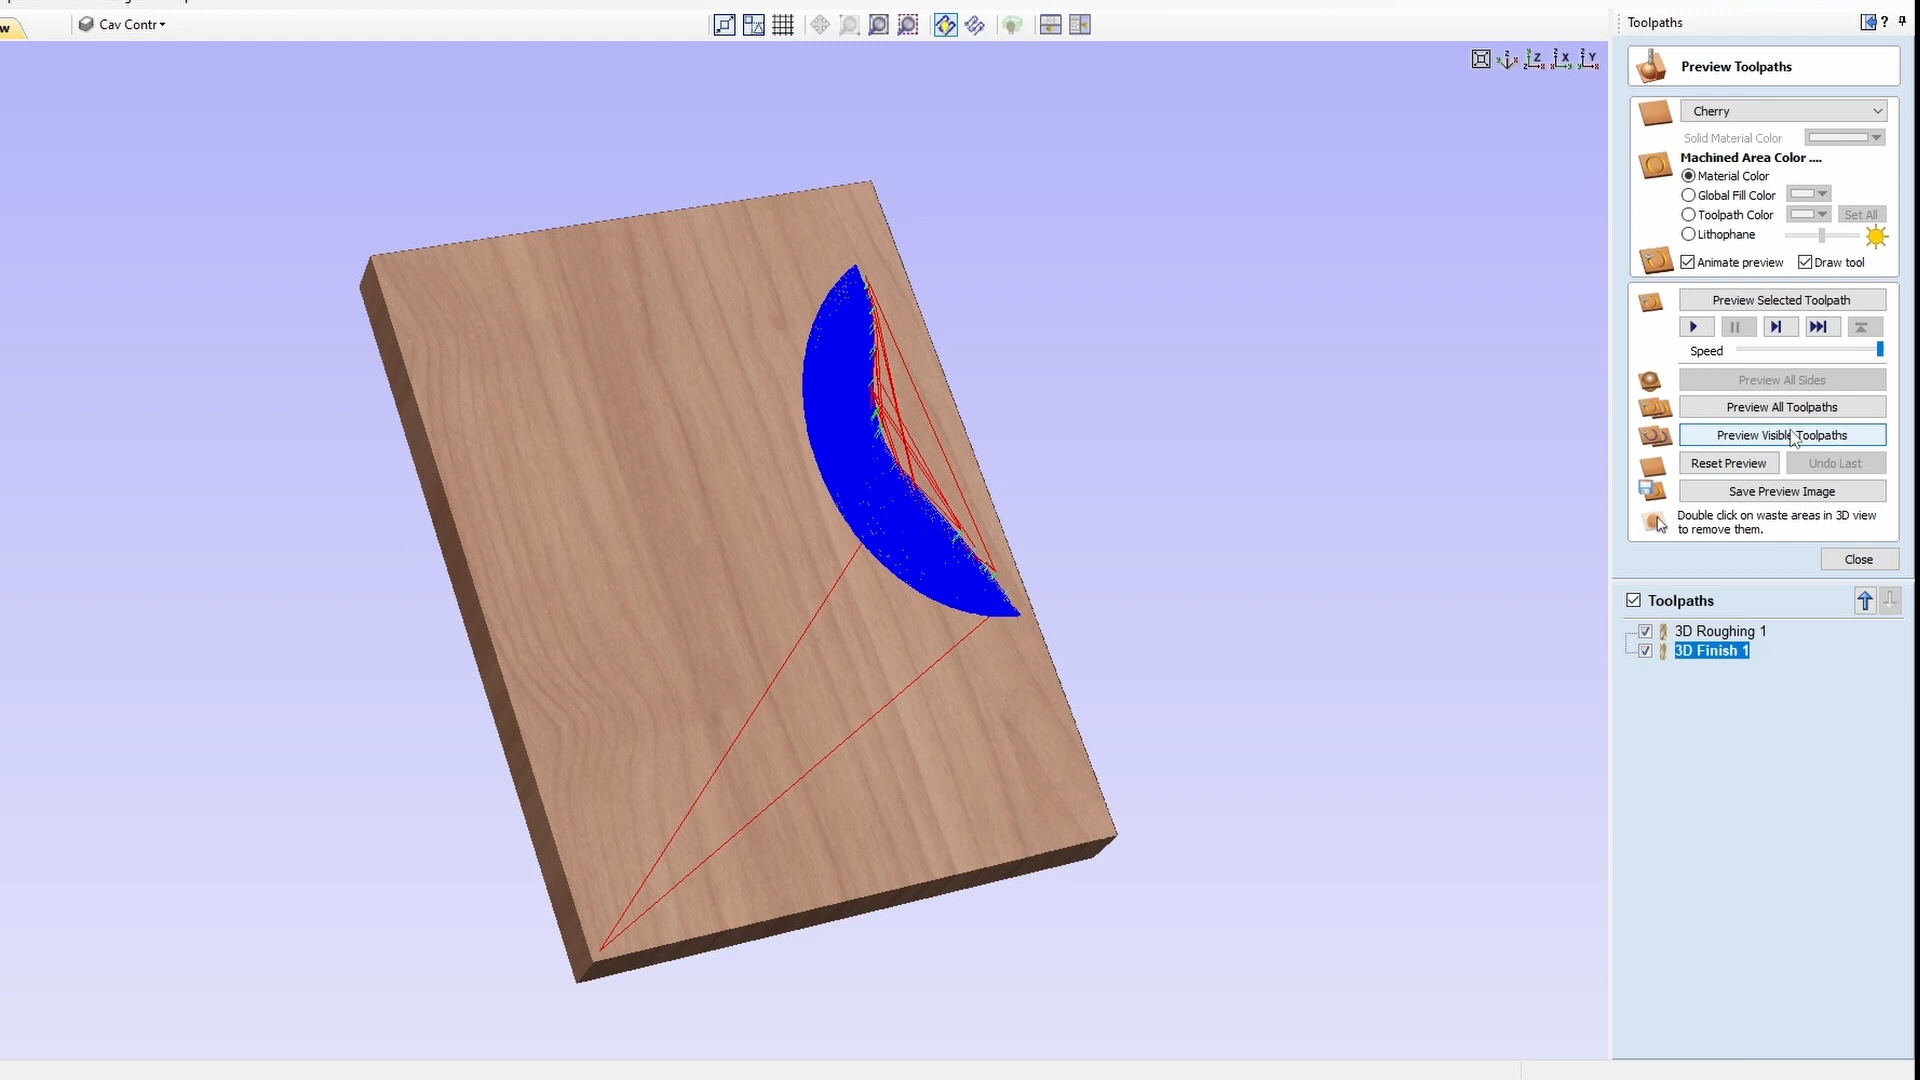 w
Cav Contr
Toolpaths
?
Preview Toolpaths
Cherry
Solid Material Color
Machined Area Color ....
Material Color
Global Fill Color
Toolpath Color
Set All
Lithophane
Animate preview
Draw tool
Preview Selected Toolpath
Speed
Preview All Sides
Preview All Toolpaths
Preview Visible Toolpaths
Reset Preview
Undo Last
Save Preview Image
Double click on waste areas in 3D view
to remove them.
Close
Toolpaths
3D Roughing 1
3D Finish 1